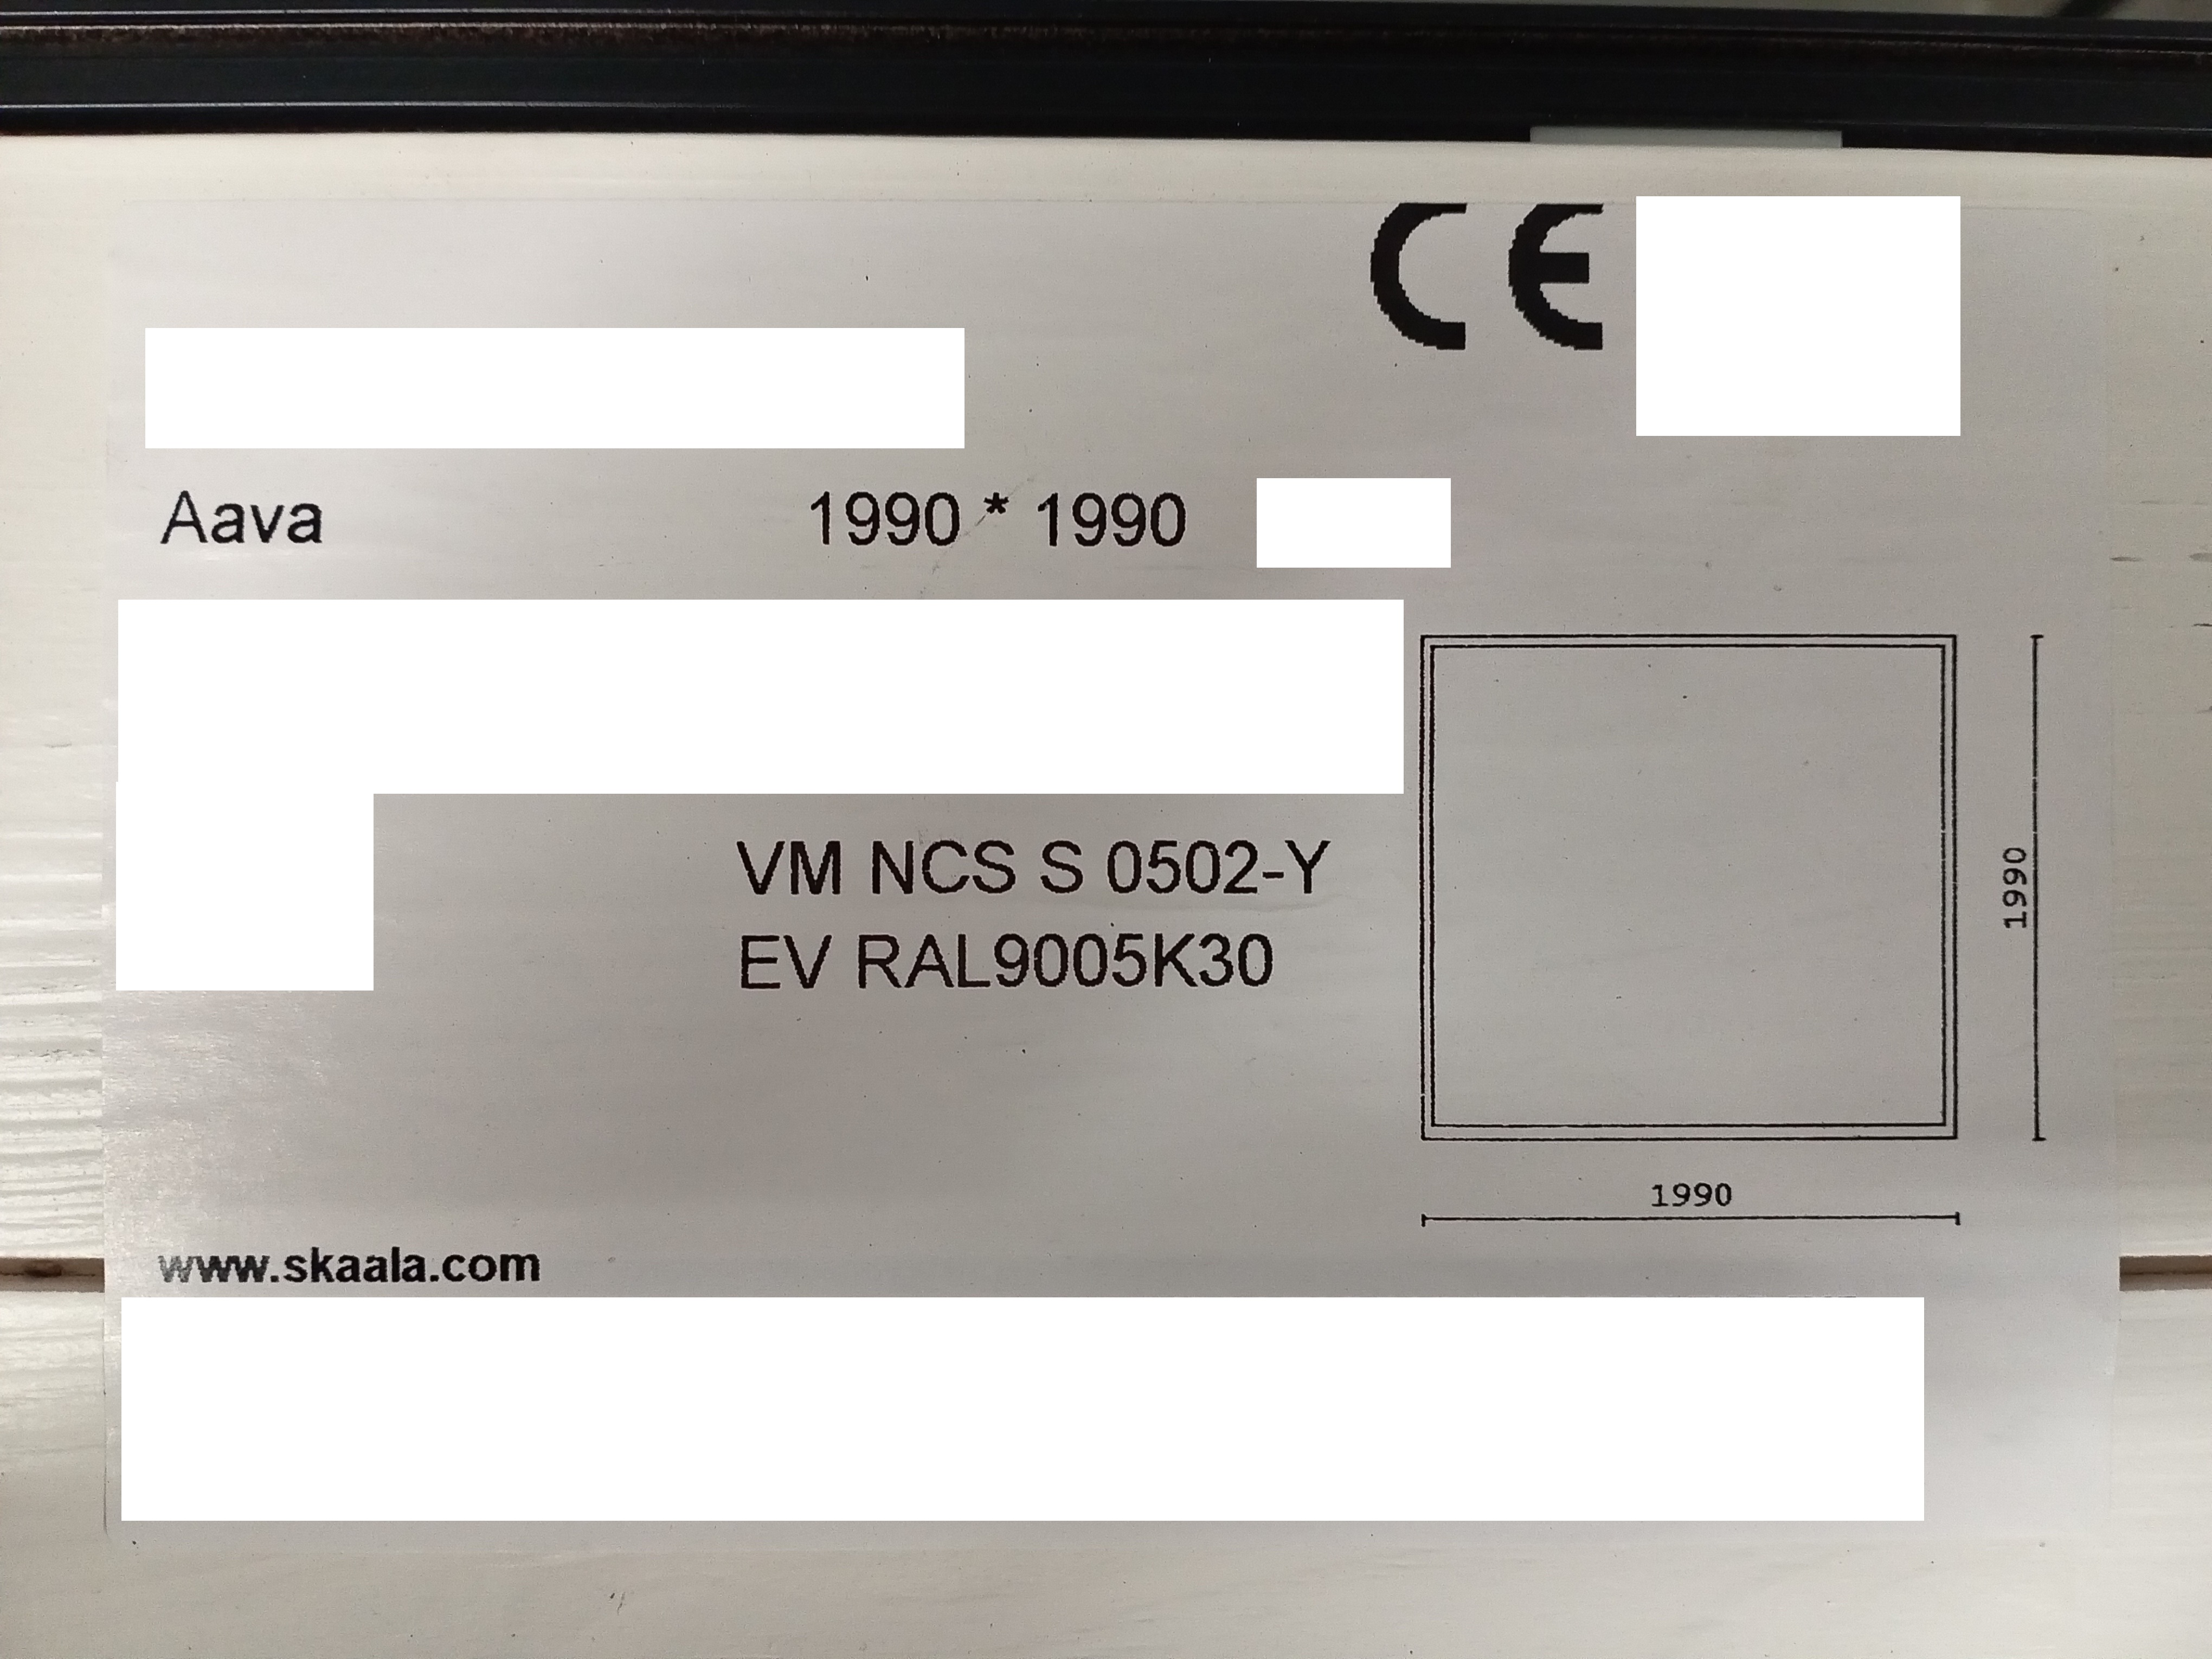 CE
Aava 1990 * 1990
VM NCS S 0502-Y
EV RAL9005K30
1990
1990
www.skaala.com